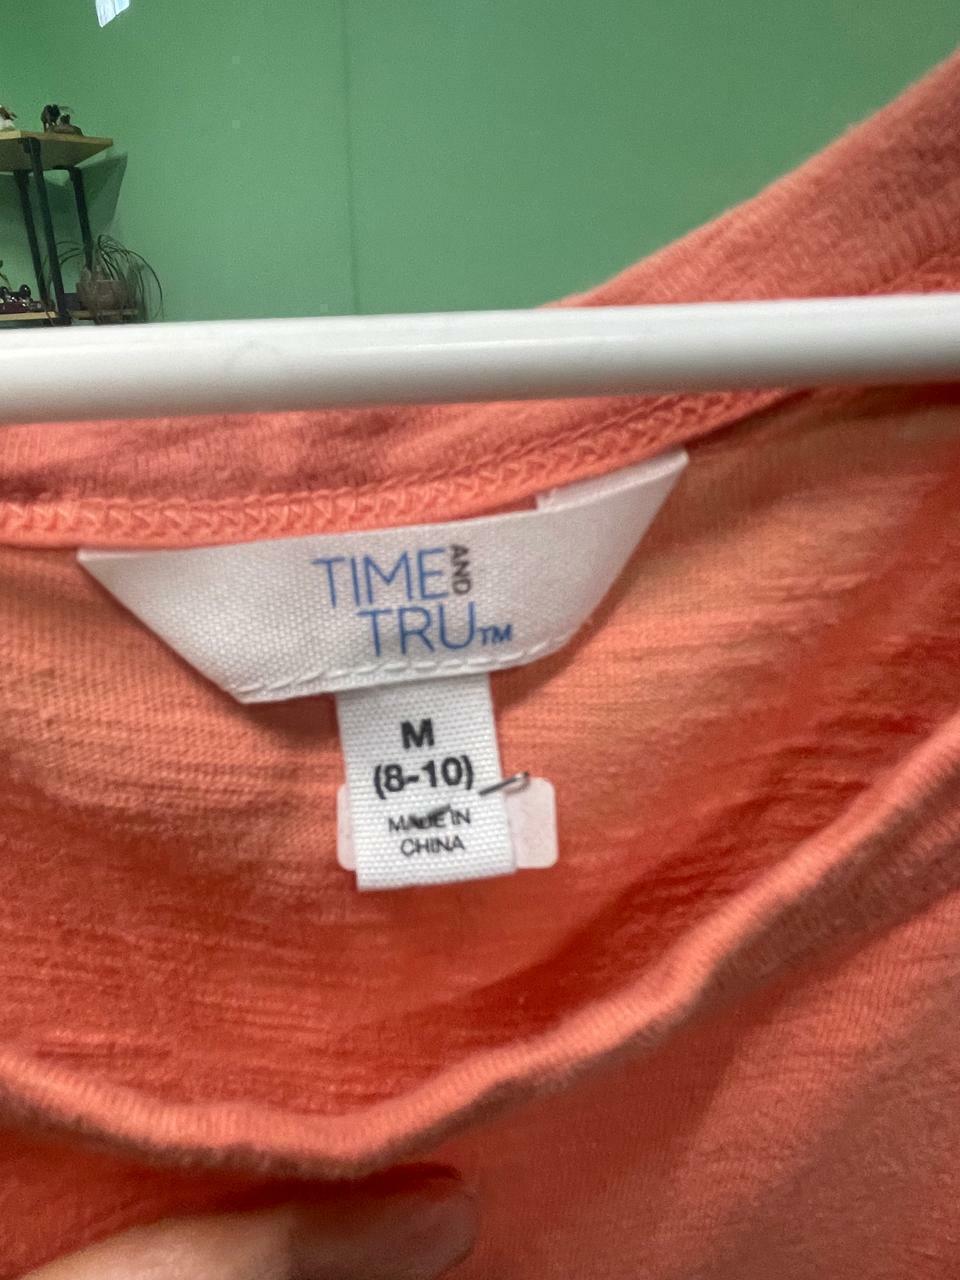 TIME AND
TRU™
M
(8-10)
MADE IN
CHINA